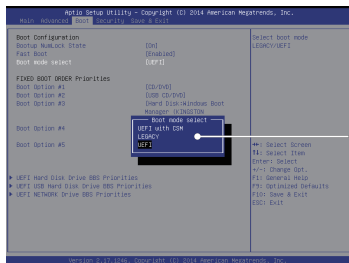 Aptio Setup Utility - Copyright (C) 2014 American Megatrends, Inc.
Main Advanced Boot Security Save & Exit
Boot Configuration
Bootup NumLock State [On]
Fast Boot [Enabled]
Boot mode select [UEFI]
FIXED BOOT ORDER Priorities
Boot Option #1 [CD/DVD]
Boot Option #2 [USB CD/DVD]
Boot Option #3 [Hard Disk:Windows Boot
Manager (KINGSTON
Boot Option #4
Boot Option #5
Boot mode select
UEFI with CSM
LEGACY
UEFI
▶ UEFI Hard Disk Drive BBS Priorities
▶ UEFI USB Hard Disk Drive BBS Priorities
▶ UEFI NETWORK Drive BBS Priorities
Select boot mode
LEGACY/UEFI
→←: Select Screen
↑↓: Select Item
Enter: Select
+/-: Change Opt.
F1: General Help
F9: Optimized Defaults
F10: Save & Exit
ESC: Exit
Version 2.17.1246. Copyright (C) 2014 American Megatrends, Inc.